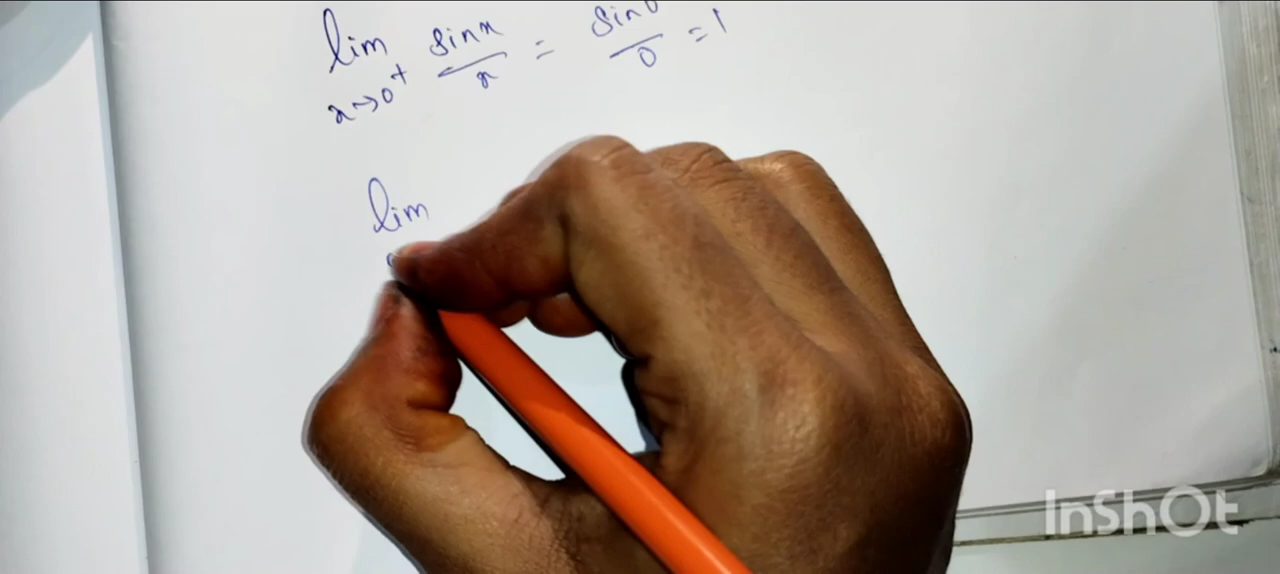 lim x→0⁺ sinx/x = sin0/0 = 1
lim
InShOt